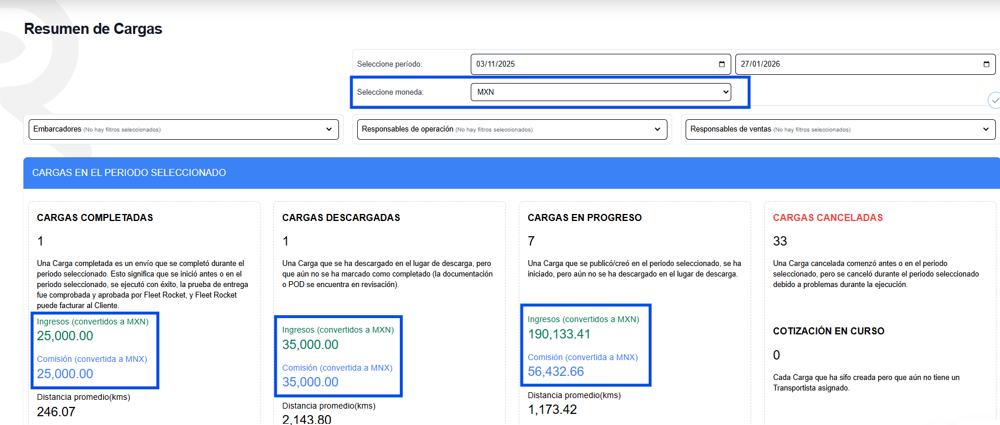 Resumen de Cargas
Seleccione período:
03/11/2025
27/01/2026
Seleccione moneda:
MXN
Embarcadores (No hay filtros seleccionados)
Responsables de operación (No hay filtros seleccionados)
Responsables de ventas (No hay filtros seleccionados)
CARGAS EN EL PERIODO SELECCIONADO
CARGAS COMPLETADAS
1
Una Carga completada es un envío que se completó durante el
periodo seleccionado. Esto significa que se inició antes o en el
periodo seleccionado, se ejecutó con éxito, la prueba de entrega
fue comprobada y aprobada por Fleet Rocket, y Fleet Rocket
puede facturar al Cliente.
Ingresos (convertidos a MXN)
25,000.00
Comisión (convertida a MNX)
25,000.00
Distancia promedio(kms)
246.07
CARGAS DESCARGADAS
1
Una Carga que se ha descargado en el lugar de descarga, pero
que aún no se ha marcado como completado (la documentación
o POD se encuentra en revisación).
Ingresos (convertidos a MXN)
35,000.00
Comisión (convertida a MNX)
35,000.00
Distancia promedio(kms)
2,143.80
CARGAS EN PROGRESO
7
Una Carga que se publicó/creó en el periodo seleccionado, se ha
iniciado, pero aún no se ha descargado en el lugar de descarga.
Ingresos (convertidos a MXN)
190,133.41
Comisión (convertida a MNX)
56,432.66
Distancia promedio(kms)
1,173.42
CARGAS CANCELADAS
33
Una Carga cancelada comenzó antes o en el periodo
seleccionado, pero se canceló durante el periodo seleccionado
debido a problemas durante la ejecución.
COTIZACIÓN EN CURSO
0
Cada Carga que ha sifo creada pero que aún no tiene un
Transportista asignado.